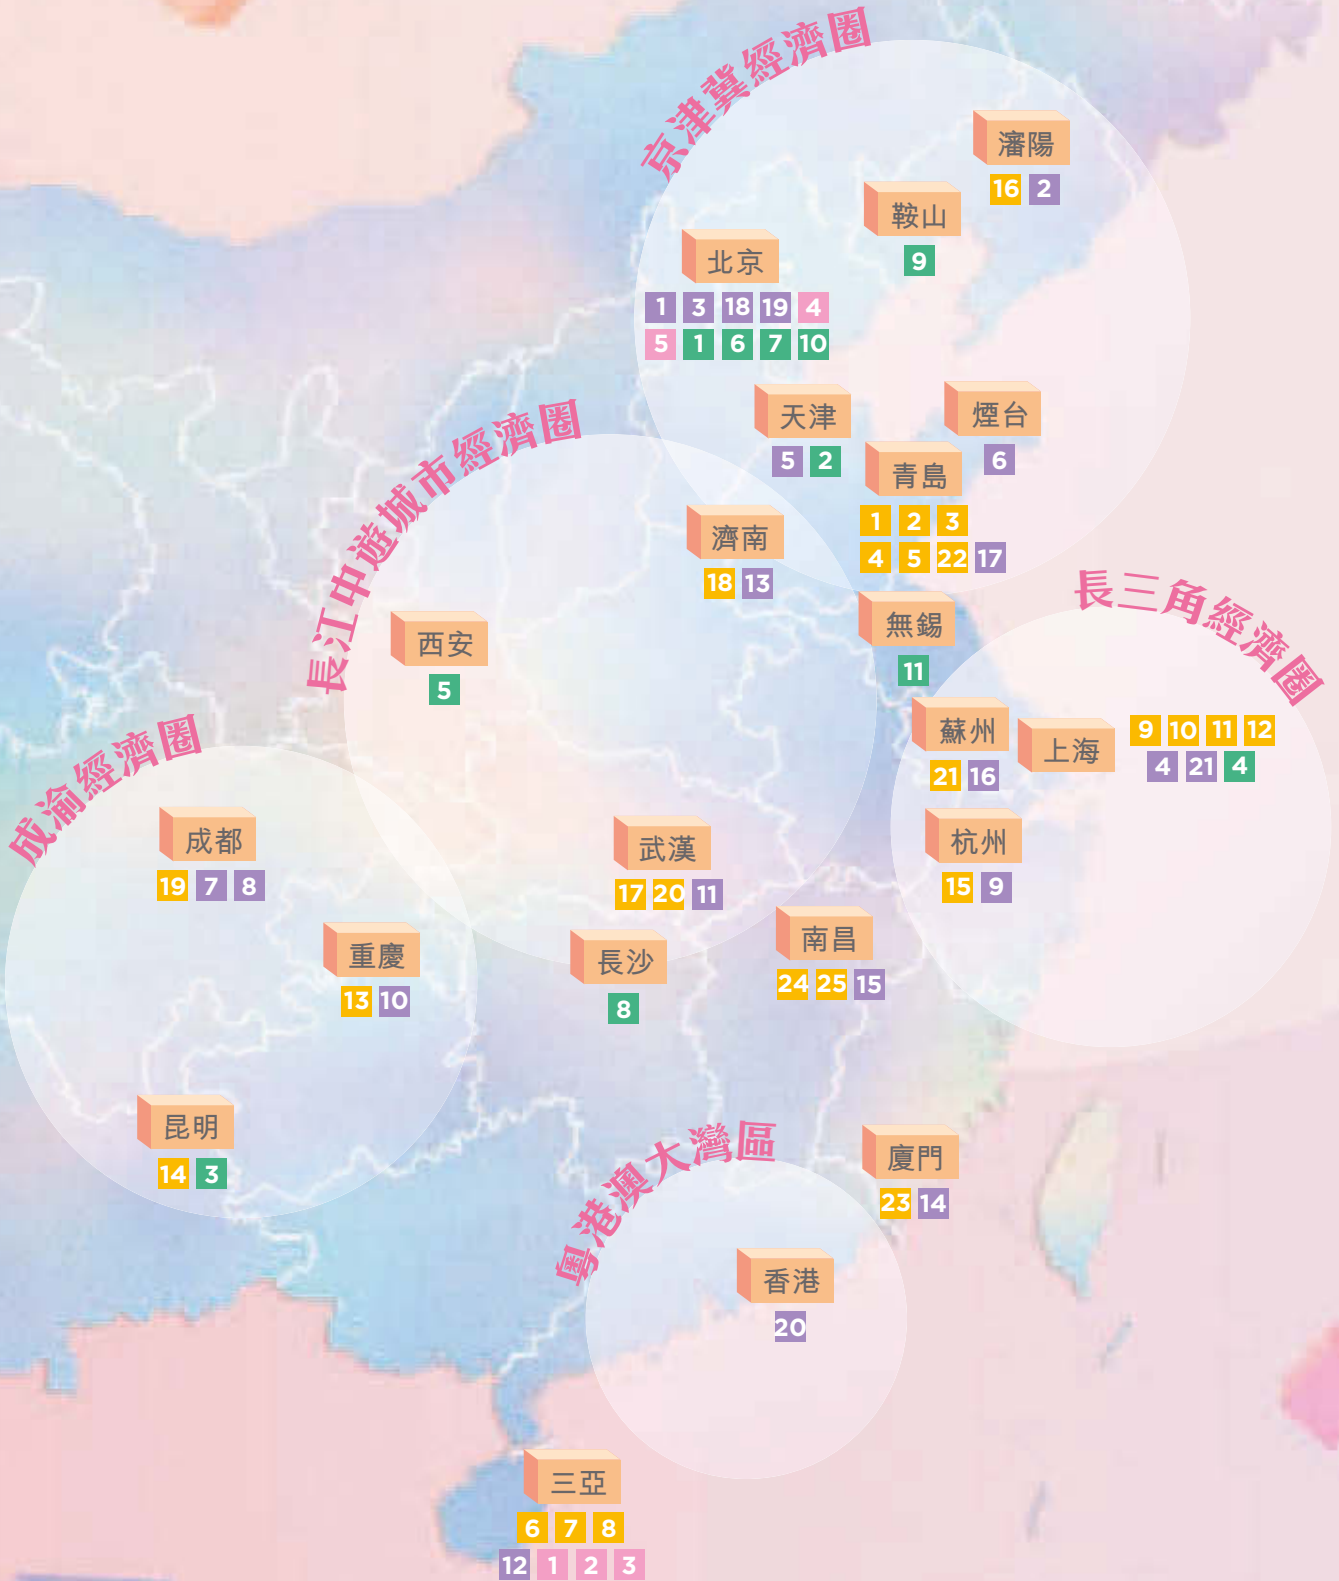 京津冀經濟圈
瀋陽
16 2
鞍山
9
北京
1 3 18 19 4
5 1 6 7 10
天津
5 2
煙台
6
青島
1 2 3
4 5 22 17
長江中遊城市經濟圈
濟南
18 13
西安
5
無錫
11
長三角經濟圈
蘇州
21 16
上海
9 10 11 12
4 21 4
杭州
15 9
成渝經濟圈
成都
19 7 8
武漢
17 20 11
重慶
13 10
長沙
8
南昌
24 25 15
昆明
14 3
粵港澳大灣區
廈門
23 14
香港
20
三亞
6 7 8
12 1 2 3